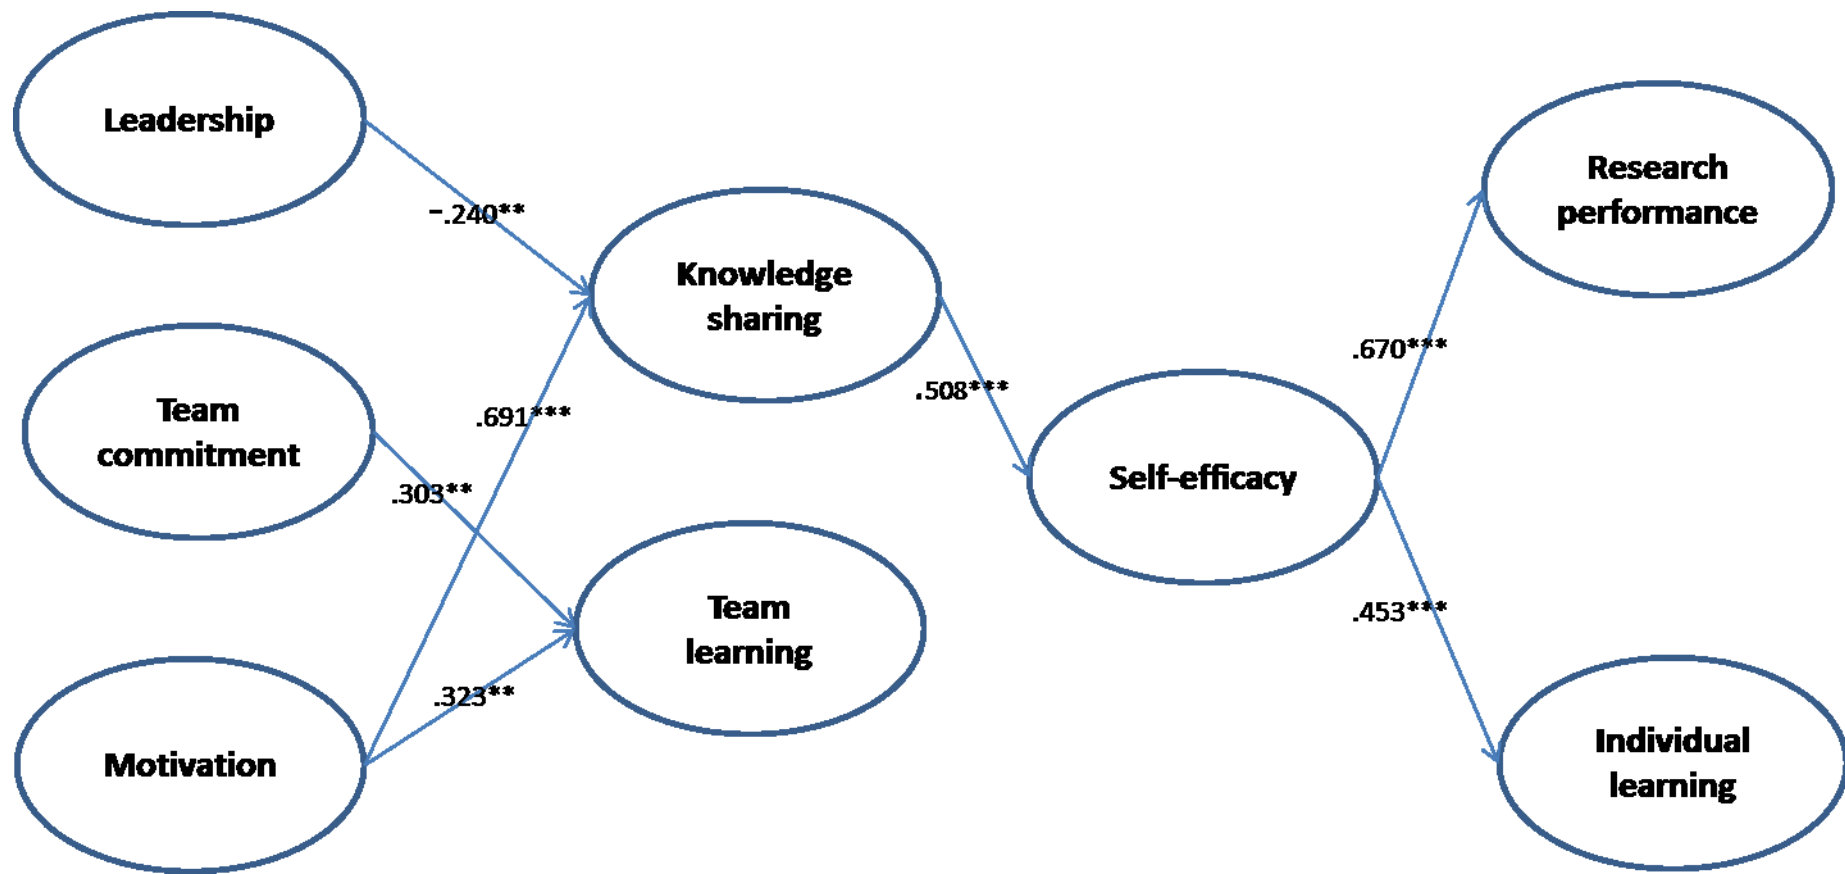 Leadership
-.240**
Knowledge
sharing
Team
commitment
.691***
.303**
Team
learning
Motivation
.323**
.508***
Self-efficacy
.670***
.453***
Research
performance
Individual
learning